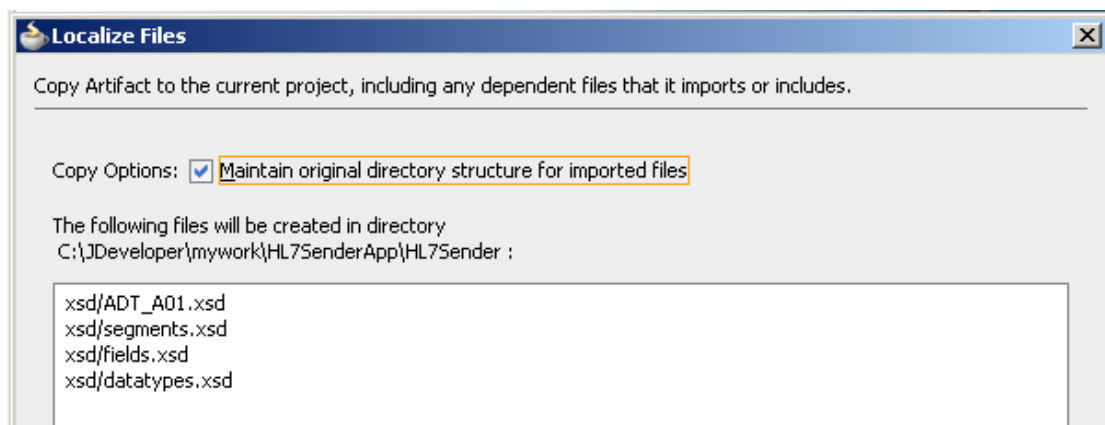 Localize Files
Copy Artifact to the current project, including any dependent files that it imports or includes.
Copy Options: Maintain original directory structure for imported files
The following files will be created in directory
C:\JDeveloper\mywork\HL7SenderApp\HL7Sender :
xsd/ADT_A01.xsd
xsd/segments.xsd
xsd/fields.xsd
xsd/datatypes.xsd